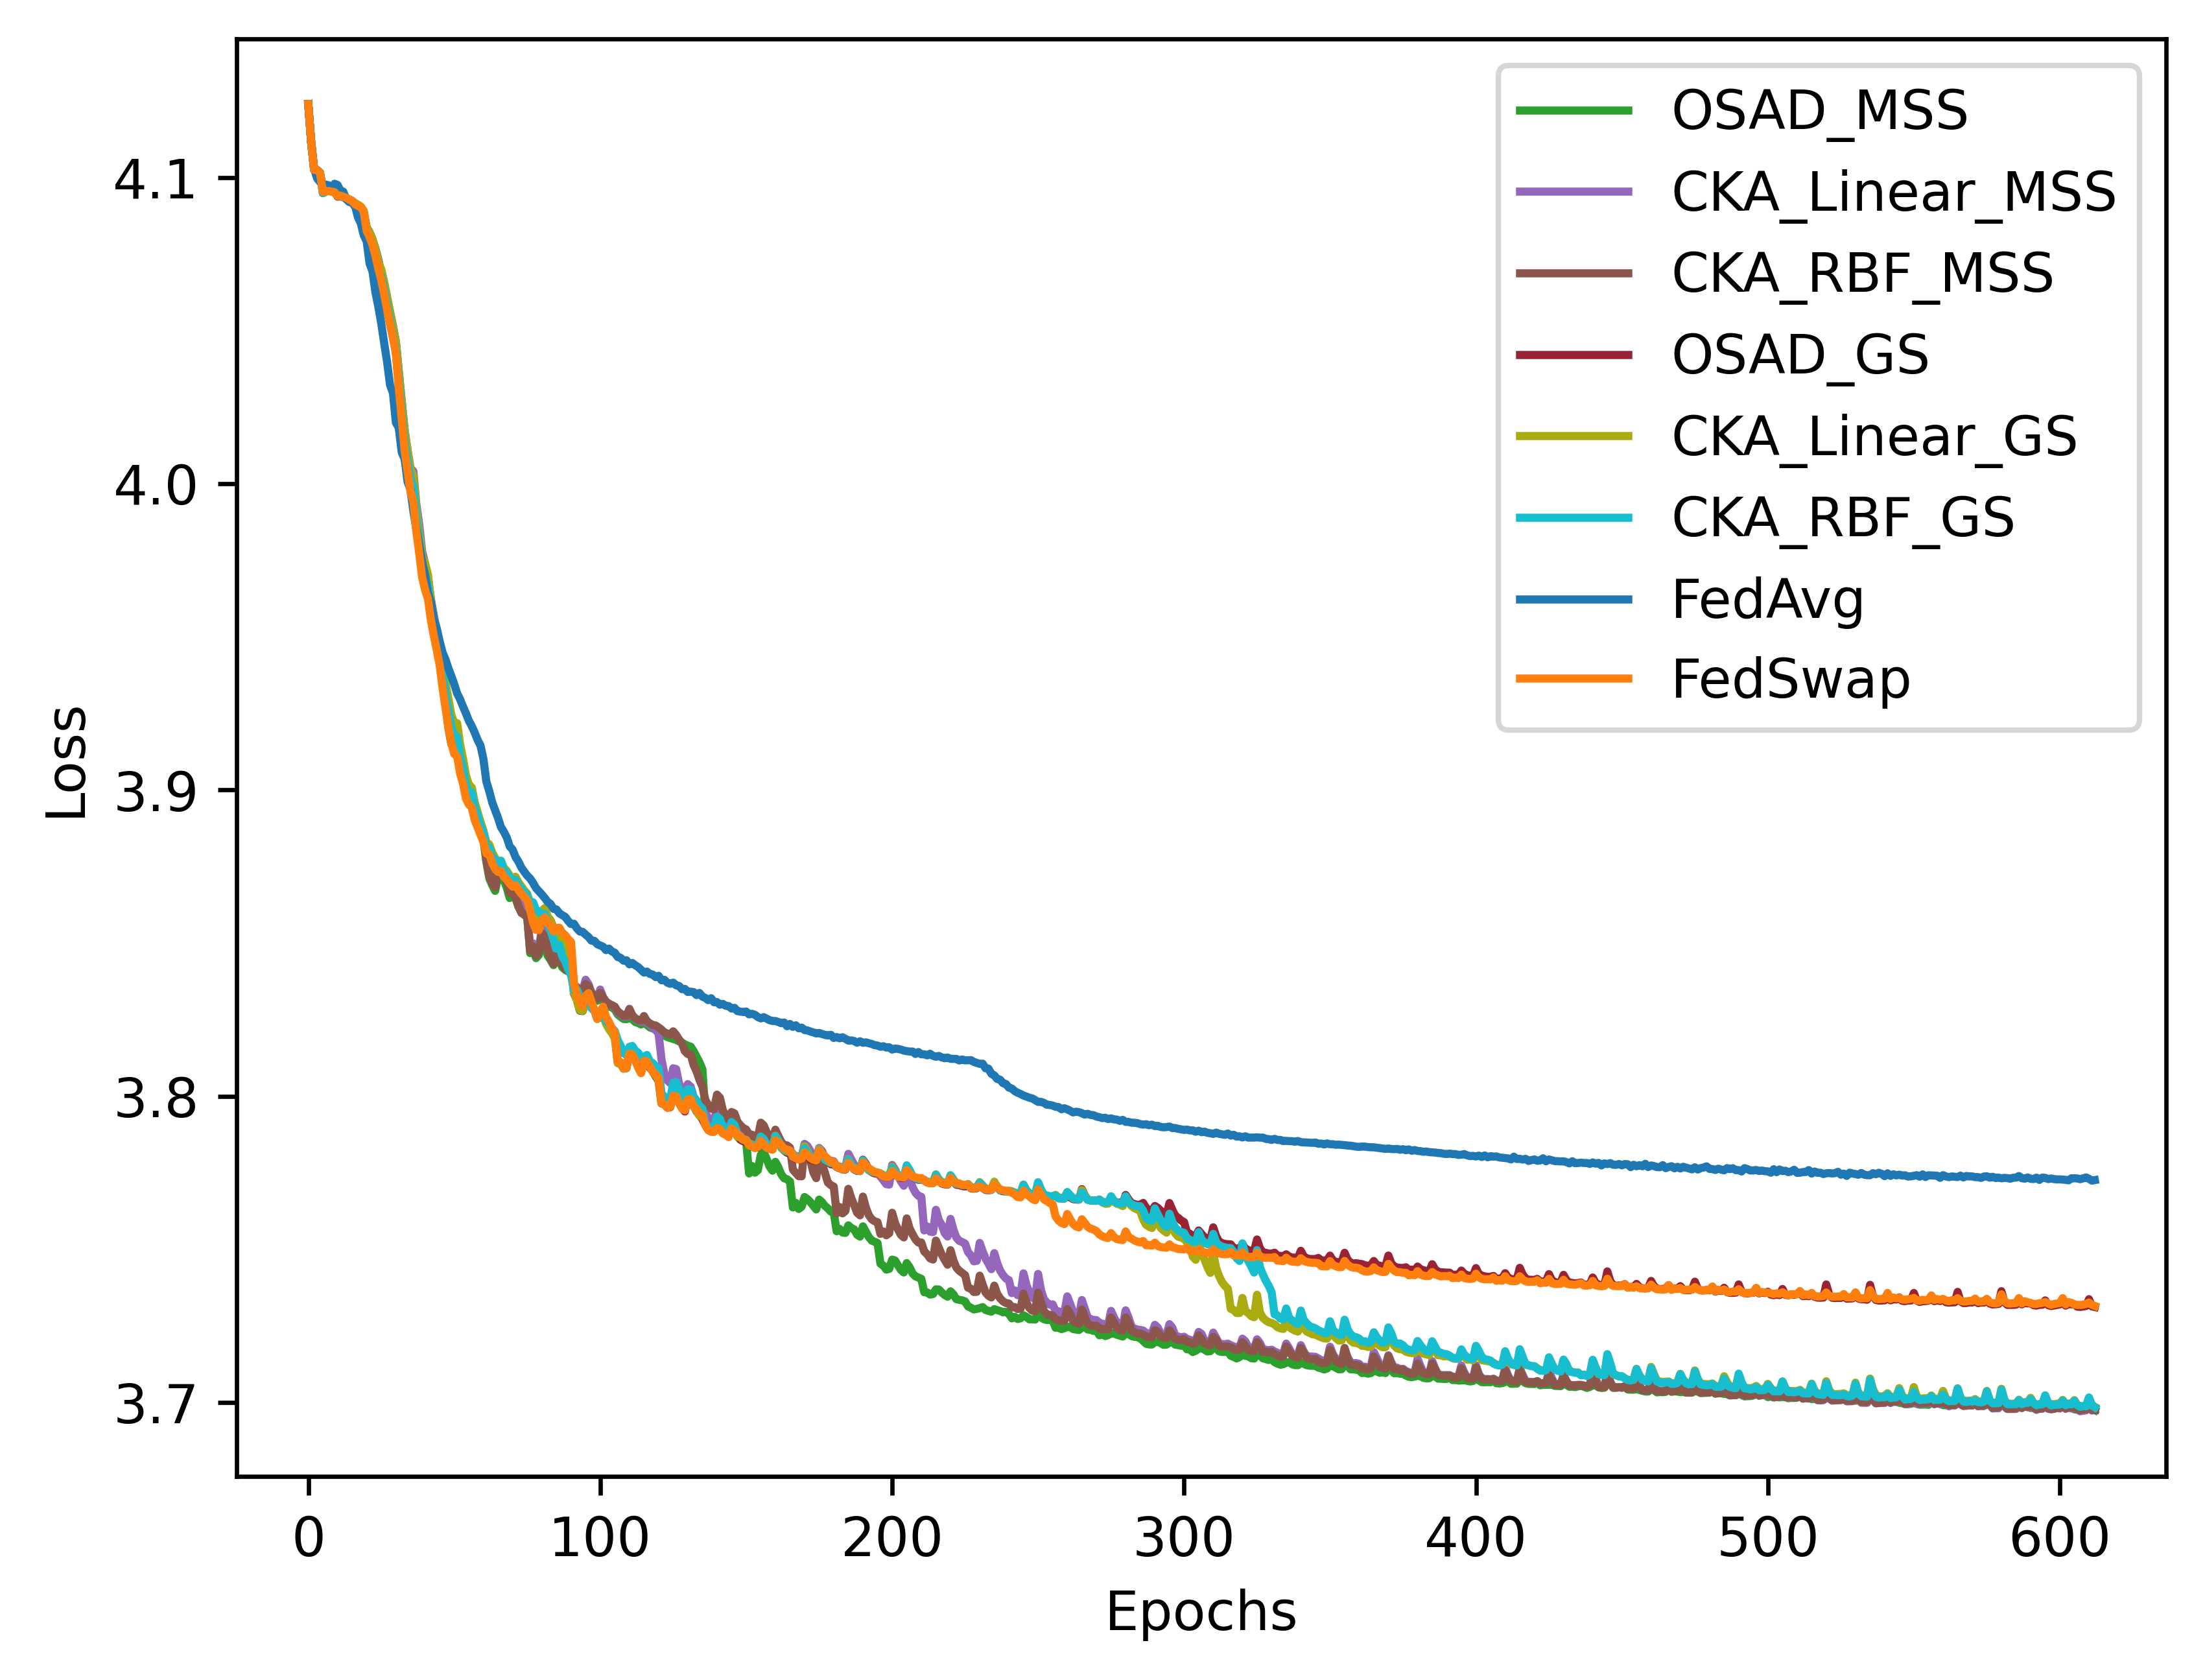 OSAD_MSS
CKA_Linear_MSS
CKA_RBF_MSS
OSAD_GS
CKA_Linear_GS
CKA_RBF_GS
FedAvg
FedSwap
Loss
4.1
4.0
3.9
3.8
3.7
0 100 200 300 400 500 600
Epochs